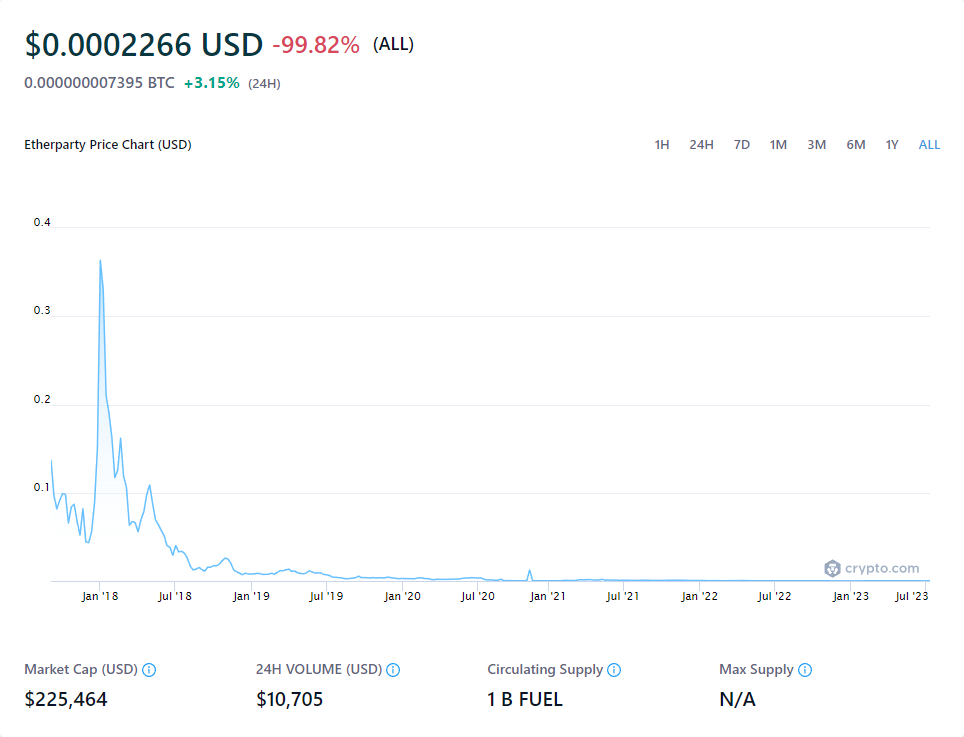 $0.0002266 USD -99.82% (ALL)
0.000000007395 BTC +3.15% (24H)
Etherparty Price Chart (USD)
1H 24H 7D 1M 3M 6M 1Y ALL
0.4
0.3
0.2
0.1
crypto.com
Jan '18 Jul '18 Jan '19 Jul '19 Jan '20 Jul '20 Jan '21 Jul '21 Jan '22 Jul '22 Jan '23 Jul '23
Market Cap (USD) 24H VOLUME (USD) Circulating Supply Max Supply
$225,464 $10,705 1 B FUEL N/A